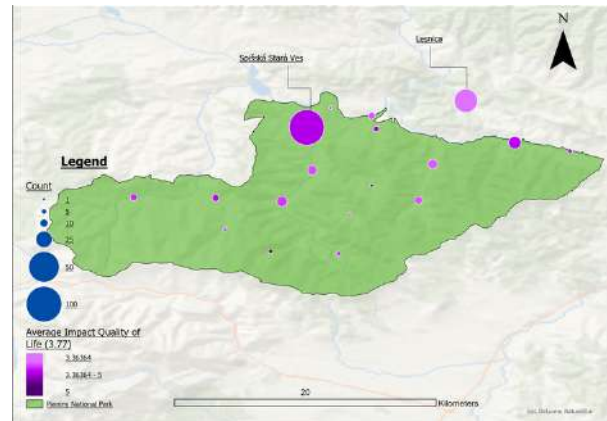 N
Lesnica
Spišská Stará Ves
Legend
Count
1
5
10
25
50
100
Average Impact Quality of
Life (3.77)
3.36364
3.36364 - 5
5
Pieniny National Park
20
Kilometers